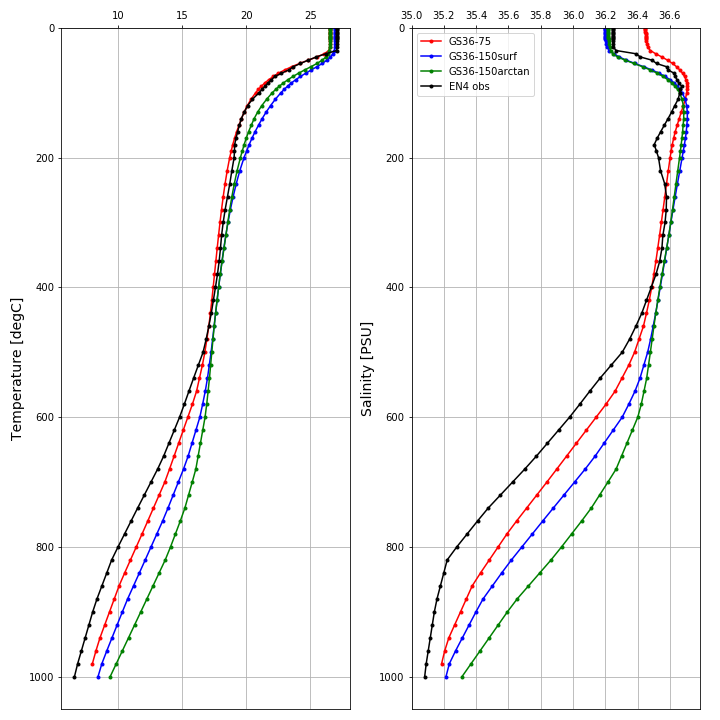 10 15 20 25
35.0 35.2 35.4 35.6 35.8 36.0 36.2 36.4 36.6
0
200
400
600
800
1000
Temperature [degC]
0
200
400
600
800
1000
Salinity [PSU]
GS36-75
GS36-150surf
GS36-150arctan
EN4 obs